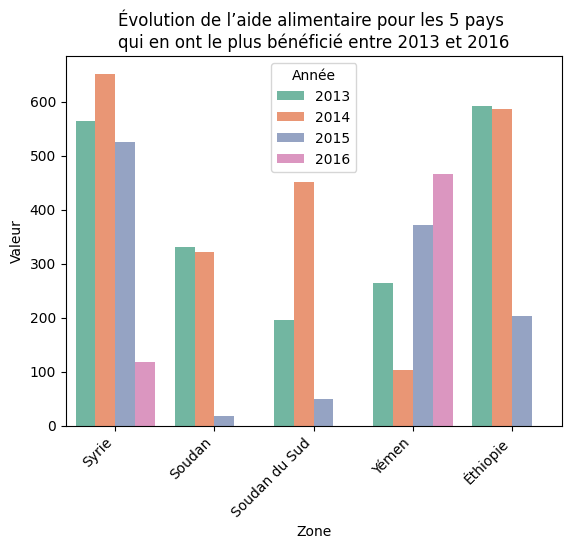 Évolution de l’aide alimentaire pour les 5 pays
qui en ont le plus bénéficié entre 2013 et 2016
Année
2013
2014
2015
2016
Valeur
600
500
400
300
200
100
0
Syrie
Soudan
Soudan du Sud
Yémen
Éthiopie
Zone